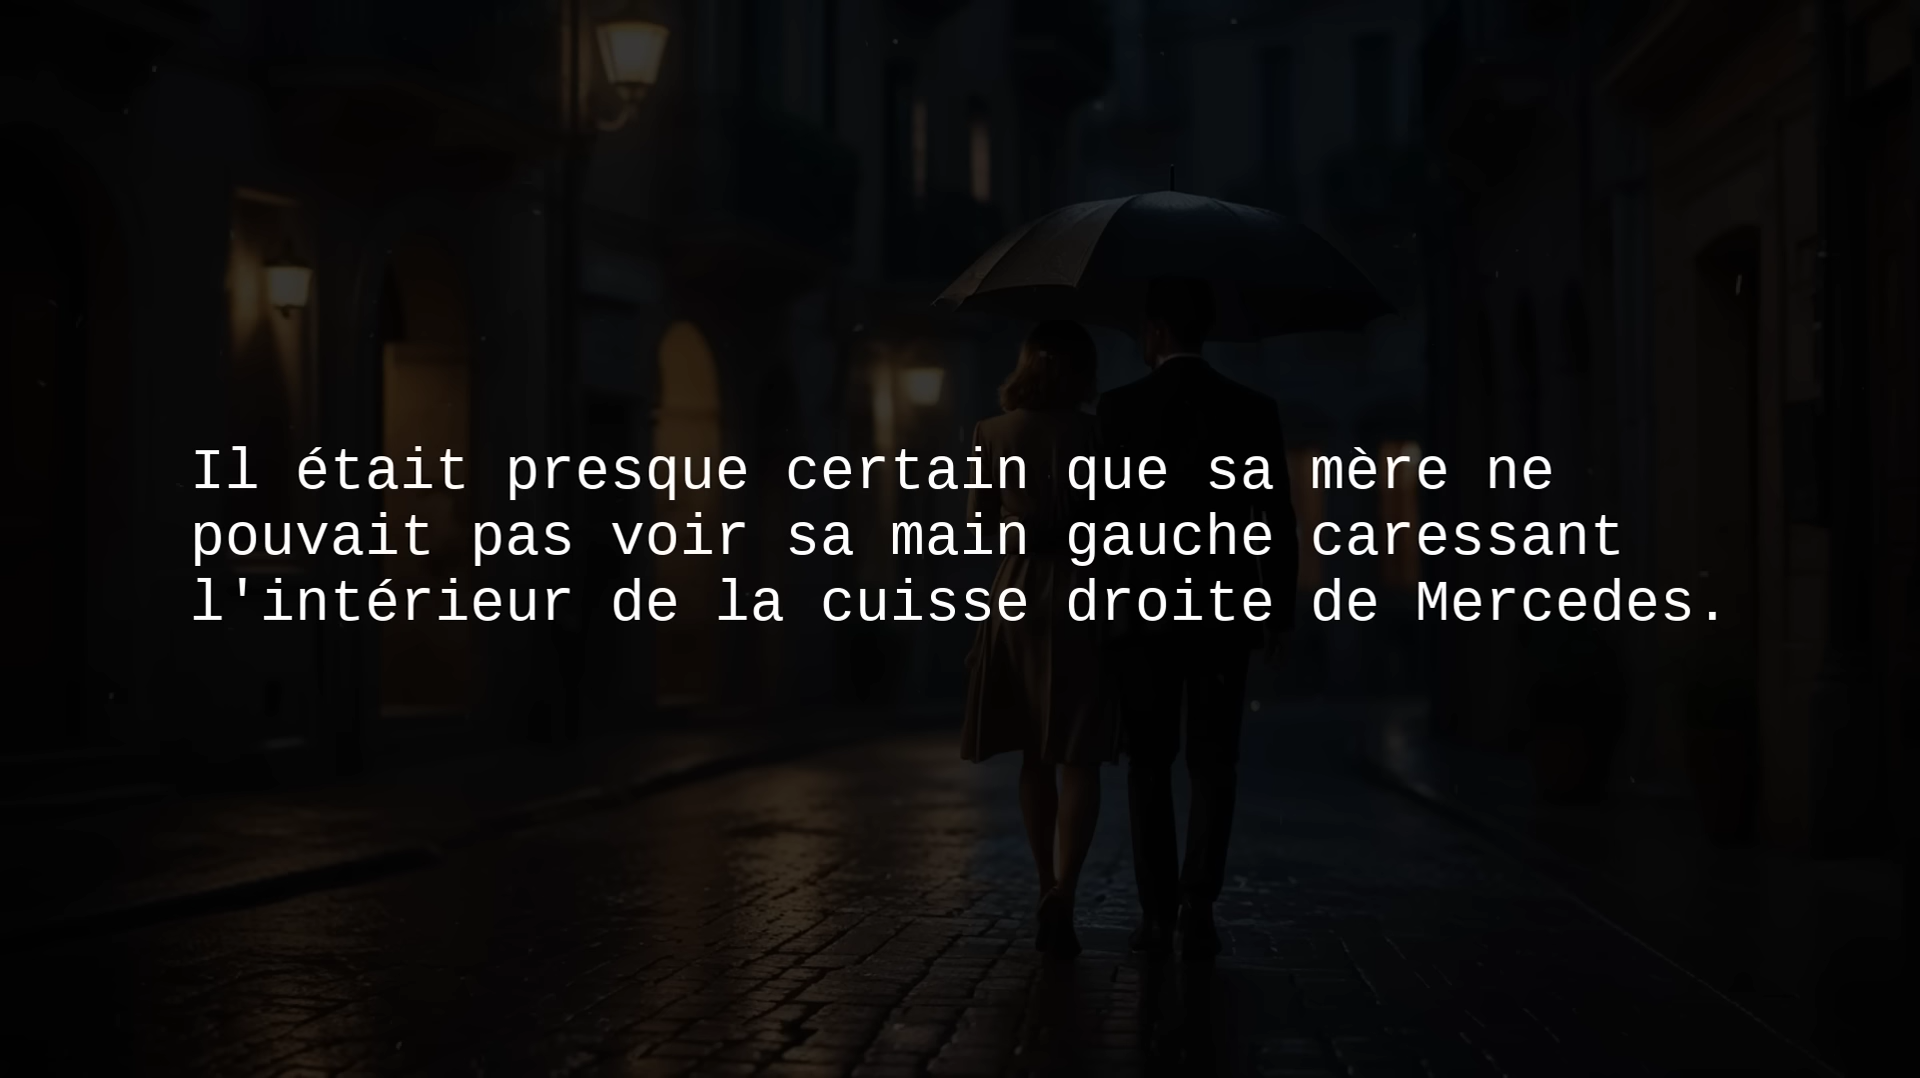 Il était presque certain que sa mère ne
pouvait pas voir sa main gauche caressant
l'intérieur de la cuisse droite de Mercedes.